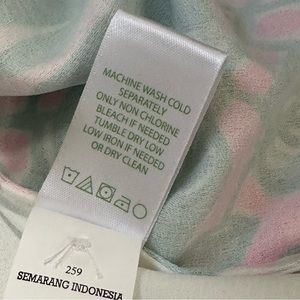 MACHINE WASH COLD
SEPARATELY
ONLY NON CHLORINE
BLEACH IF NEEDED
TUMBLE DRY LOW
LOW IRON IF NEEDED
OR DRY CLEAN
259
SEMARANG INDONESIA